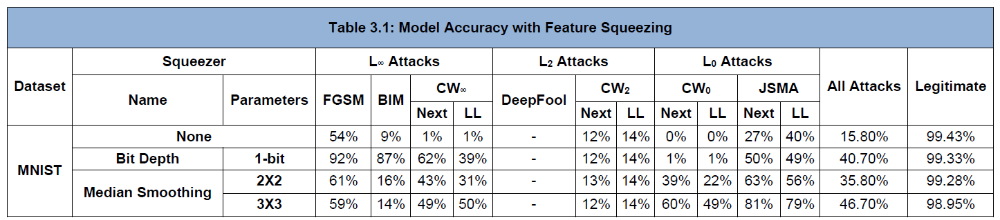 Table 3.1: Model Accuracy with Feature Squeezing
Dataset Squeezer L∞ Attacks L2 Attacks L0 Attacks All Attacks Legitimate
Name Parameters FGSM BIM CW∞ DeepFool CW2 CW0 JSMA
Next LL Next LL Next LL Next LL
MNIST None 54% 9% 1% 1% - 12% 14% 0% 0% 27% 40% 15.80% 99.43%
Bit Depth 1-bit 92% 87% 62% 39% - 12% 14% 1% 1% 50% 49% 40.70% 99.33%
Median Smoothing 2X2 61% 16% 43% 31% - 13% 14% 39% 22% 63% 56% 35.80% 99.28%
3X3 59% 14% 49% 50% - 12% 14% 60% 49% 81% 79% 46.70% 98.95%